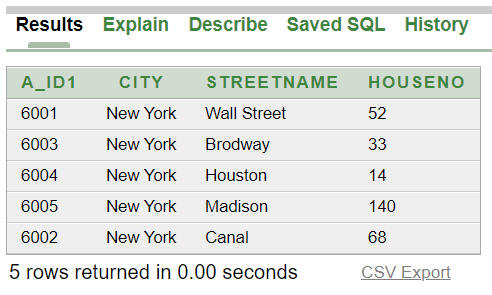 Results Explain Describe Saved SQL History
A_ID1 CITY STREETNAME HOUSENO
6001 New York Wall Street 52
6003 New York Brodway 33
6004 New York Houston 14
6005 New York Madison 140
6002 New York Canal 68
5 rows returned in 0.00 seconds CSV Export